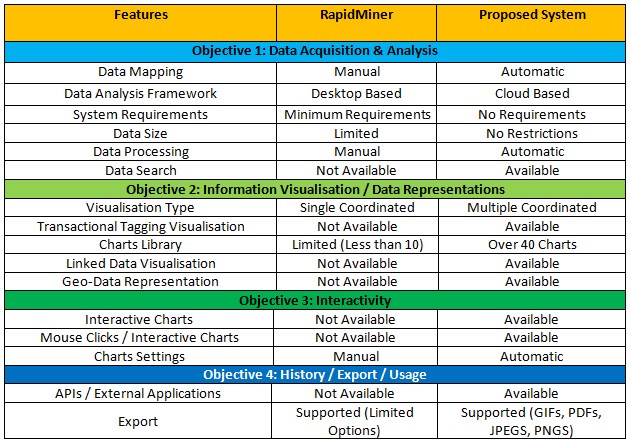 Features RapidMiner Proposed System
Objective 1: Data Acquisition & Analysis
Data Mapping Manual Automatic
Data Analysis Framework Desktop Based Cloud Based
System Requirements Minimum Requirements No Requirements
Data Size Limited No Restrictions
Data Processing Manual Automatic
Data Search Not Available Available
Objective 2: Information Visualisation / Data Representations
Visualisation Type Single Coordinated Multiple Coordinated
Transactional Tagging Visualisation Not Available Available
Charts Library Limited (Less than 10) Over 40 Charts
Linked Data Visualisation Not Available Available
Geo-Data Representation Not Available Available
Objective 3: Interactivity
Interactive Charts Not Available Available
Mouse Clicks / Interactive Charts Not Available Available
Charts Settings Manual Automatic
Objective 4: History / Export / Usage
APIs / External Applications Not Available Available
Export Supported (Limited Options) Supported (GIFs, PDFs, JPEGS, PNGS)